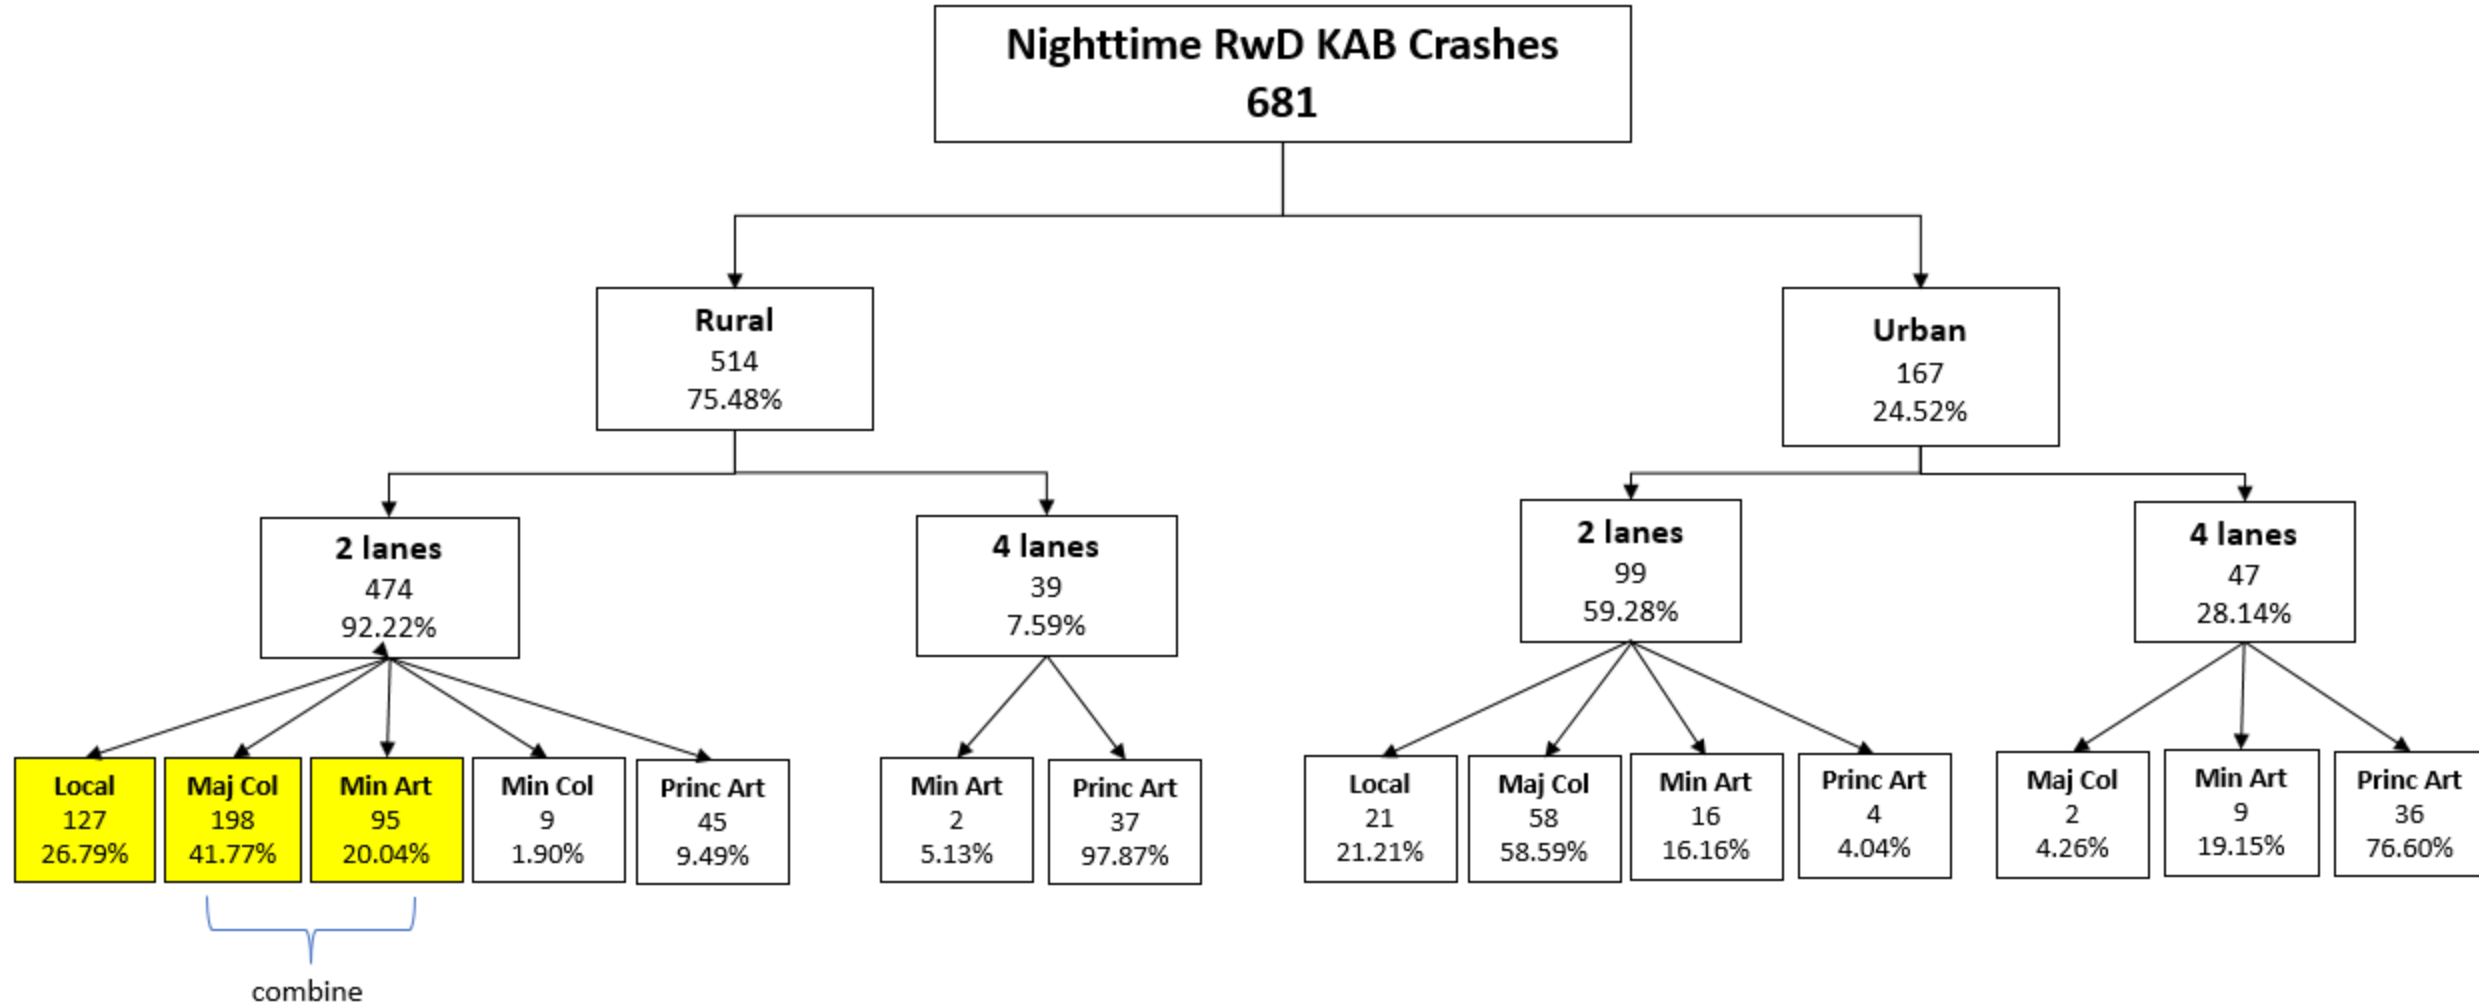 Nighttime RwD KAB Crashes
681
Rural
514
75.48%
Urban
167
24.52%
2 lanes
474
92.22%
4 lanes
39
7.59%
2 lanes
99
59.28%
4 lanes
47
28.14%
Local
127
26.79%
Maj Col
198
41.77%
Min Art
95
20.04%
Min Col
9
1.90%
Princ Art
45
9.49%
Min Art
2
5.13%
Princ Art
37
97.87%
Local
21
21.21%
Maj Col
58
58.59%
Min Art
16
16.16%
Princ Art
4
4.04%
Maj Col
2
4.26%
Min Art
9
19.15%
Princ Art
36
76.60%
combine